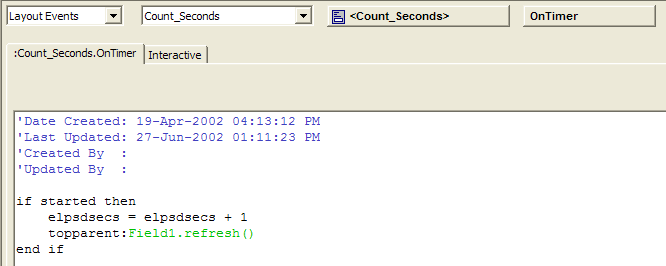 Layout Events Count_Seconds <Count_Seconds> OnTimer
:Count_Seconds.OnTimer Interactive
'Date Created: 19-Apr-2002 04:13:12 PM
'Last Updated: 27-Jun-2002 01:11:23 PM
'Created By  :
'Updated By  :
if started then
    elpsdsecs = elpsdsecs + 1
    topparent:Field1.refresh()
end if